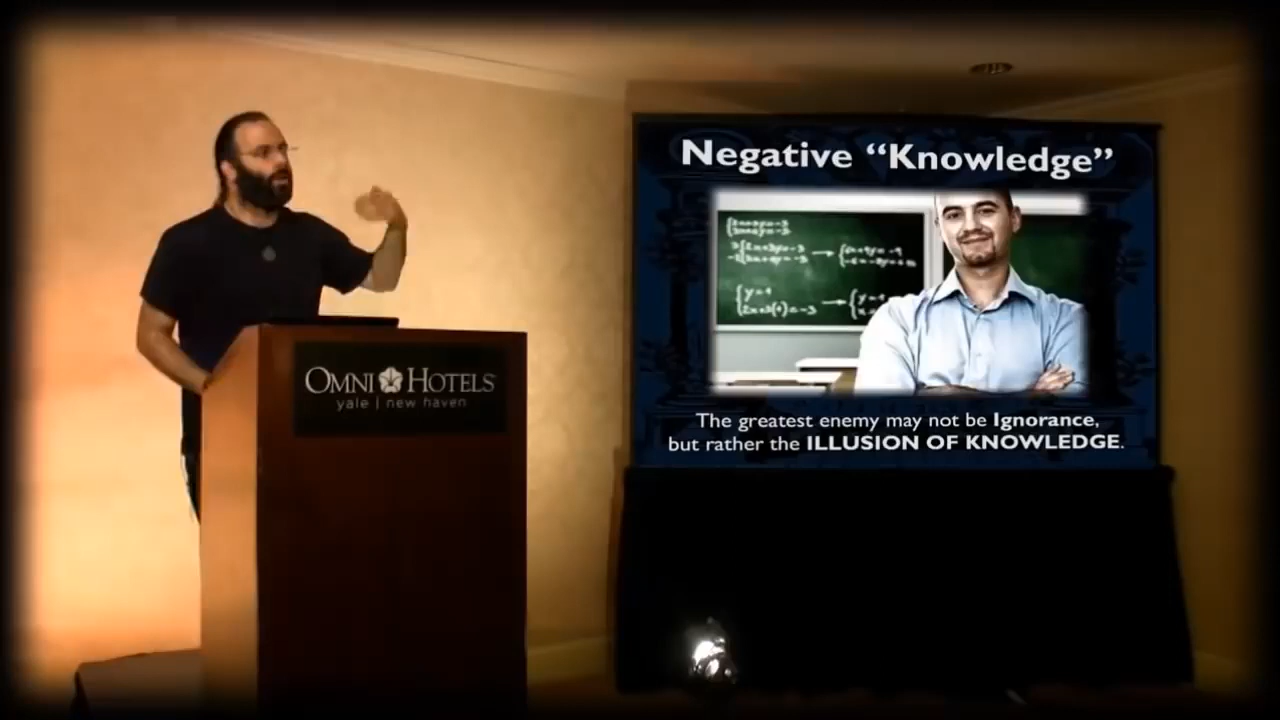 Negative “Knowledge”
The greatest enemy may not be Ignorance,
but rather the ILLUSION OF KNOWLEDGE.
OMNI HOTELS
yale | new haven